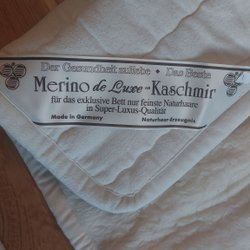 Der Gesundheit zuliebe • Das Beste
Merino de Luxe - Kaschmir
für das exklusive Bett nur feinste Naturhaare
in Super-Luxus-Qualität
Made in Germany Naturhaar-Erzeugnis